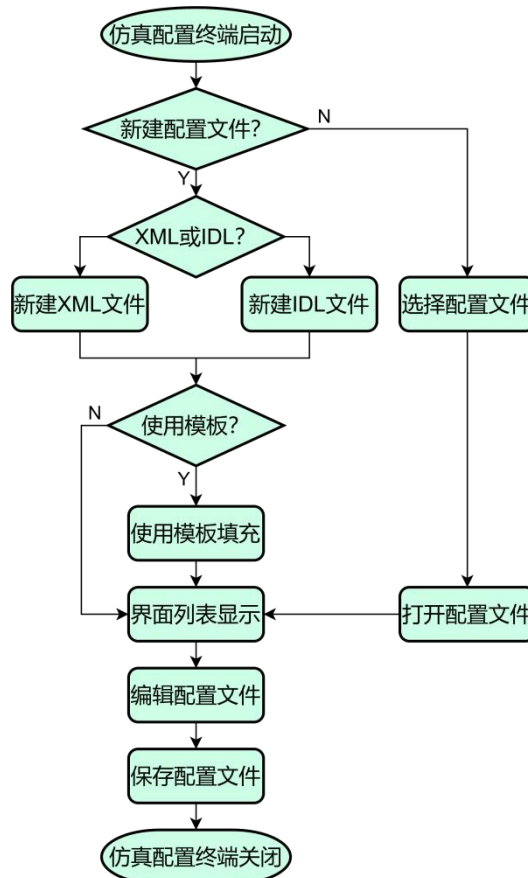 仿真配置终端启动
新建配置文件？
N
Y
XML或IDL？
新建XML文件
新建IDL文件
选择配置文件
使用模板？
N
Y
使用模板填充
界面列表显示
打开配置文件
编辑配置文件
保存配置文件
仿真配置终端关闭